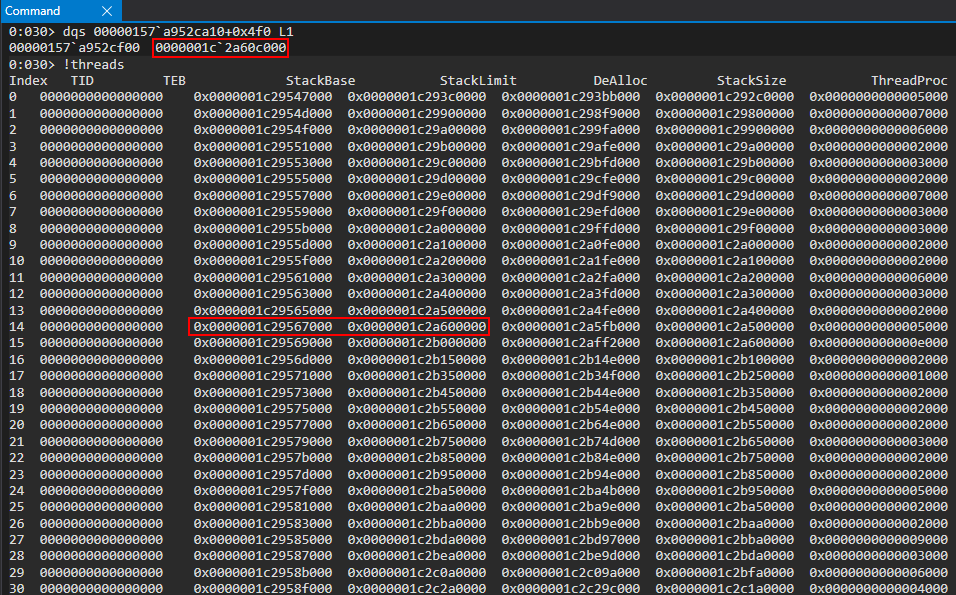 Command ×
0:030> dqs 00000157`a952ca10+0x4f0 L1
00000157`a952cf00  0000001c`2a60c000
0:030> !threads
Index   TID            TEB             StackBase           StackLimit          DeAlloc         StackSize           ThreadProc
0   0000000000000000    0x0000001c29547000  0x0000001c293c0000  0x0000001c293bb000  0x0000001c292c0000  0x0000000000005000
1   0000000000000000    0x0000001c2954d000  0x0000001c29900000  0x0000001c298f9000  0x0000001c29800000  0x0000000000007000
2   0000000000000000    0x0000001c2954f000  0x0000001c29a00000  0x0000001c299fa000  0x0000001c29900000  0x0000000000006000
3   0000000000000000    0x0000001c29551000  0x0000001c29b00000  0x0000001c29afe000  0x0000001c29a00000  0x0000000000002000
4   0000000000000000    0x0000001c29553000  0x0000001c29c00000  0x0000001c29bfd000  0x0000001c29b00000  0x0000000000003000
5   0000000000000000    0x0000001c29555000  0x0000001c29d00000  0x0000001c29cfe000  0x0000001c29c00000  0x0000000000002000
6   0000000000000000    0x0000001c29557000  0x0000001c29e00000  0x0000001c29df9000  0x0000001c29d00000  0x0000000000007000
7   0000000000000000    0x0000001c29559000  0x0000001c29f00000  0x0000001c29efd000  0x0000001c29e00000  0x0000000000003000
8   0000000000000000    0x0000001c2955b000  0x0000001c2a000000  0x0000001c29ffd000  0x0000001c29f00000  0x0000000000003000
9   0000000000000000    0x0000001c2955d000  0x0000001c2a100000  0x0000001c2a0fe000  0x0000001c2a000000  0x0000000000002000
10  0000000000000000    0x0000001c2955f000  0x0000001c2a200000  0x0000001c2a1fe000  0x0000001c2a100000  0x0000000000002000
11  0000000000000000    0x0000001c29561000  0x0000001c2a300000  0x0000001c2a2fa000  0x0000001c2a200000  0x0000000000006000
12  0000000000000000    0x0000001c29563000  0x0000001c2a400000  0x0000001c2a3fd000  0x0000001c2a300000  0x0000000000003000
13  0000000000000000    0x0000001c29565000  0x0000001c2a500000  0x0000001c2a4fe000  0x0000001c2a400000  0x0000000000002000
14  0000000000000000    0x0000001c29567000  0x0000001c2a600000  0x0000001c2a5fb000  0x0000001c2a500000  0x0000000000005000
15  0000000000000000    0x0000001c29569000  0x0000001c2b000000  0x0000001c2aff2000  0x0000001c2a600000  0x000000000000e000
16  0000000000000000    0x0000001c2956d000  0x0000001c2b150000  0x0000001c2b14e000  0x0000001c2b100000  0x0000000000002000
17  0000000000000000    0x0000001c29571000  0x0000001c2b350000  0x0000001c2b34f000  0x0000001c2b250000  0x0000000000001000
18  0000000000000000    0x0000001c29573000  0x0000001c2b450000  0x0000001c2b44e000  0x0000001c2b350000  0x0000000000002000
19  0000000000000000    0x0000001c29575000  0x0000001c2b550000  0x0000001c2b54e000  0x0000001c2b450000  0x0000000000002000
20  0000000000000000    0x0000001c29577000  0x0000001c2b650000  0x0000001c2b64e000  0x0000001c2b550000  0x0000000000002000
21  0000000000000000    0x0000001c29579000  0x0000001c2b750000  0x0000001c2b74d000  0x0000001c2b650000  0x0000000000003000
22  0000000000000000    0x0000001c2957b000  0x0000001c2b850000  0x0000001c2b84e000  0x0000001c2b750000  0x0000000000002000
23  0000000000000000    0x0000001c2957d000  0x0000001c2b950000  0x0000001c2b94e000  0x0000001c2b850000  0x0000000000002000
24  0000000000000000    0x0000001c2957f000  0x0000001c2ba50000  0x0000001c2ba4b000  0x0000001c2b950000  0x0000000000005000
25  0000000000000000    0x0000001c29581000  0x0000001c2baa0000  0x0000001c2ba9e000  0x0000001c2ba50000  0x0000000000002000
26  0000000000000000    0x0000001c29583000  0x0000001c2bba0000  0x0000001c2bb9e000  0x0000001c2baa0000  0x0000000000002000
27  0000000000000000    0x0000001c29585000  0x0000001c2bda0000  0x0000001c2bd97000  0x0000001c2bba0000  0x0000000000009000
28  0000000000000000    0x0000001c29587000  0x0000001c2bea0000  0x0000001c2be9d000  0x0000001c2bda0000  0x0000000000003000
29  0000000000000000    0x0000001c2958b000  0x0000001c2c0a0000  0x0000001c2c09a000  0x0000001c2bfa0000  0x0000000000006000
30  0000000000000000    0x0000001c2958f000  0x0000001c2c2a0000  0x0000001c2c29c000  0x0000001c2c1a0000  0x0000000000004000